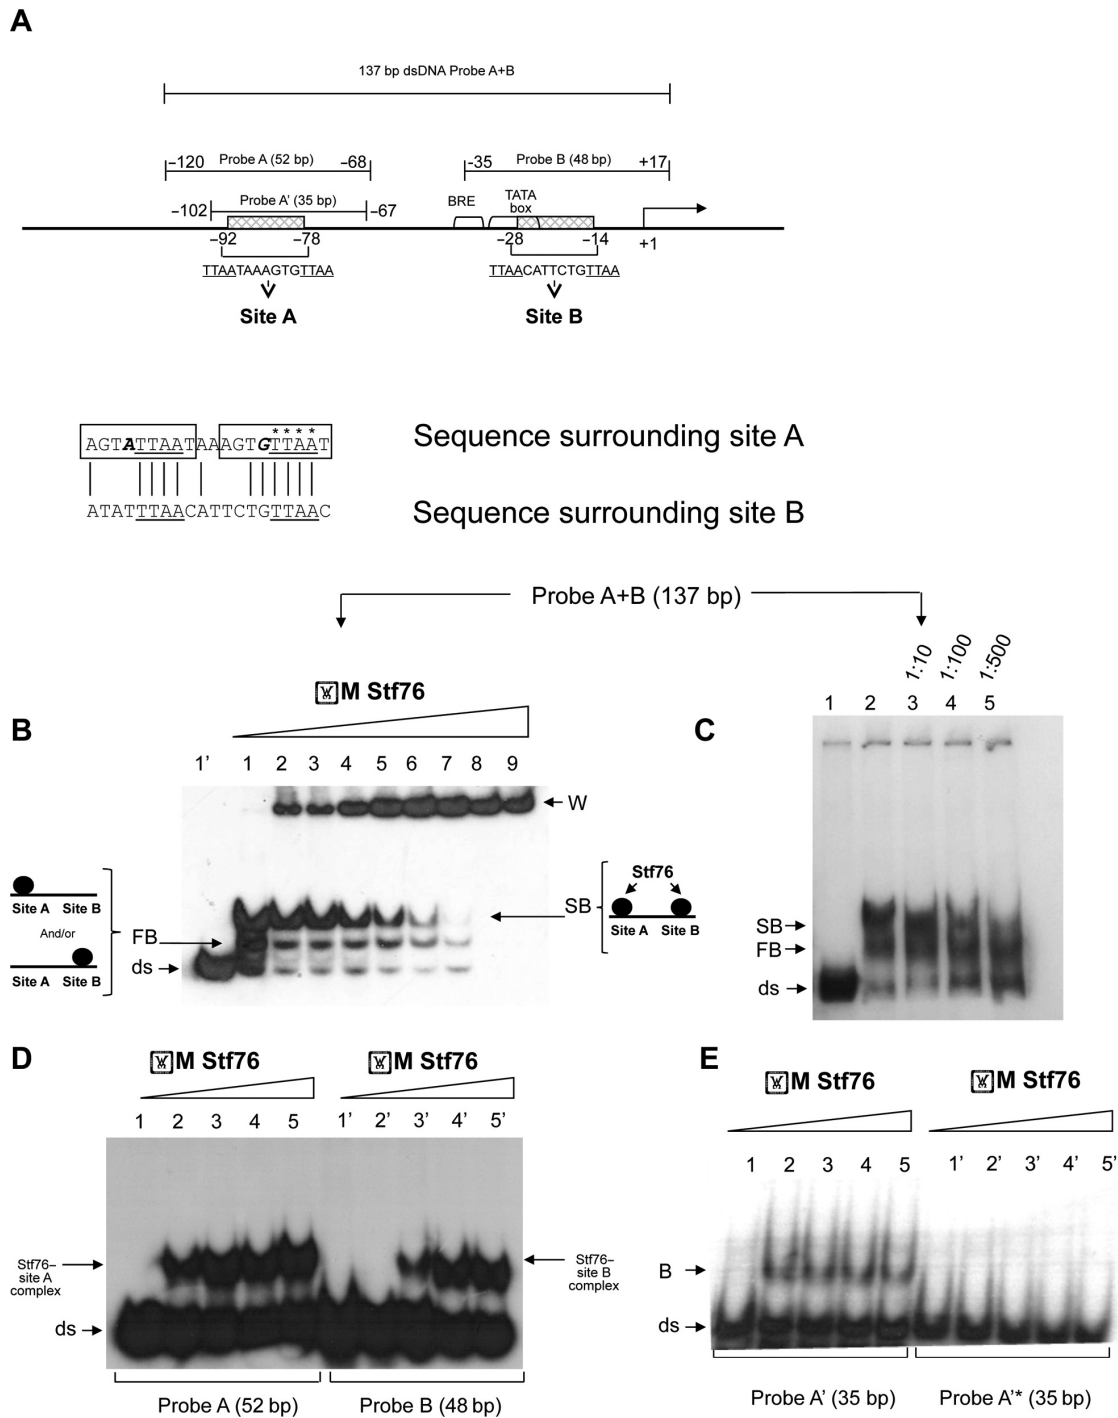 A
137 bp dsDNA Probe A+B
–120 Probe A (52 bp) –68
–35 Probe B (48 bp) +17
–102 Probe A’ (35 bp) –67
BRE
TATA
box
–92 –78
–28 –14
+1
TTAATAAAGTGTTAA
TTAACATTCTGTTAA
Site A
Site B
* * * *
AGTATTAATAAAGTGTTAAT
Sequence surrounding site A
ATATTTAACATTCTGTTAAC
Sequence surrounding site B
Probe A+B (137 bp)
B
M Stf76
1’ 1 2 3 4 5 6 7 8 9
W
Site A Site B
And/or
Site A Site B
FB
ds
SB
Stf76
Site A Site B
C
1:10 1:100 1:500
1 2 3 4 5
SB
FB
ds
D
M Stf76
M Stf76
1 2 3 4 5 1’ 2’ 3’ 4’ 5’
Stf76–
site A
complex
Stf76–
site B
complex
ds
Probe A (52 bp)
Probe B (48 bp)
E
M Stf76
M Stf76
1 2 3 4 5 1’ 2’ 3’ 4’ 5’
B
ds
Probe A’ (35 bp)
Probe A’* (35 bp)